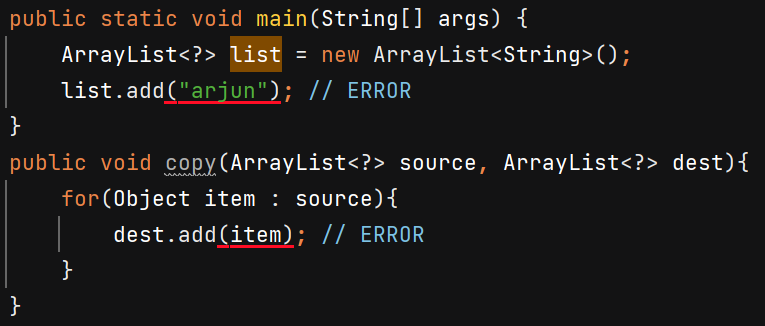 public static void main(String[] args) {
ArrayList<?> list = new ArrayList<String>();
list.add("arjun"); // ERROR
}
public void copy(ArrayList<?> source, ArrayList<?> dest){
for(Object item : source){
dest.add(item); // ERROR
}
}